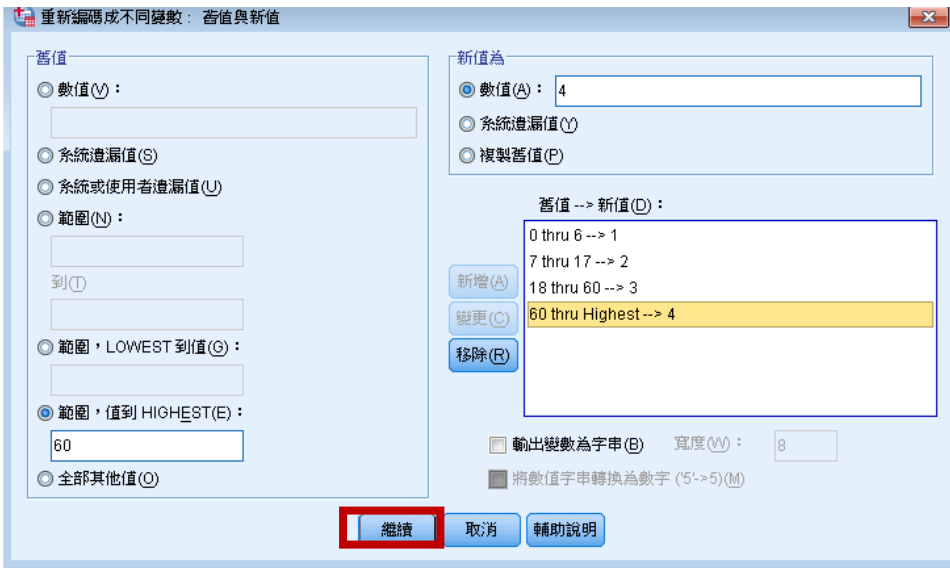 重新編碼成不同變數： 舊值與新值
舊值
數值(V)：
系統遺漏值(S)
系統或使用者遺漏值(U)
範圍(N)：
到(T)
範圍，LOWEST 到值(G)：
範圍，值到 HIGHEST(E)：
60
全部其他值(O)
新值為
數值(A)： 4
系統遺漏值(Y)
複製舊值(P)
舊值 --> 新值(D)：
新增(A)
變更(C)
移除(R)
0 thru 6 --> 1
7 thru 17 --> 2
18 thru 60 --> 3
60 thru Highest --> 4
輸出變數為字串(B) 寬度(W)： 8
將數值字串轉換為數字 ('5'->5)(M)
繼續 取消 輔助說明